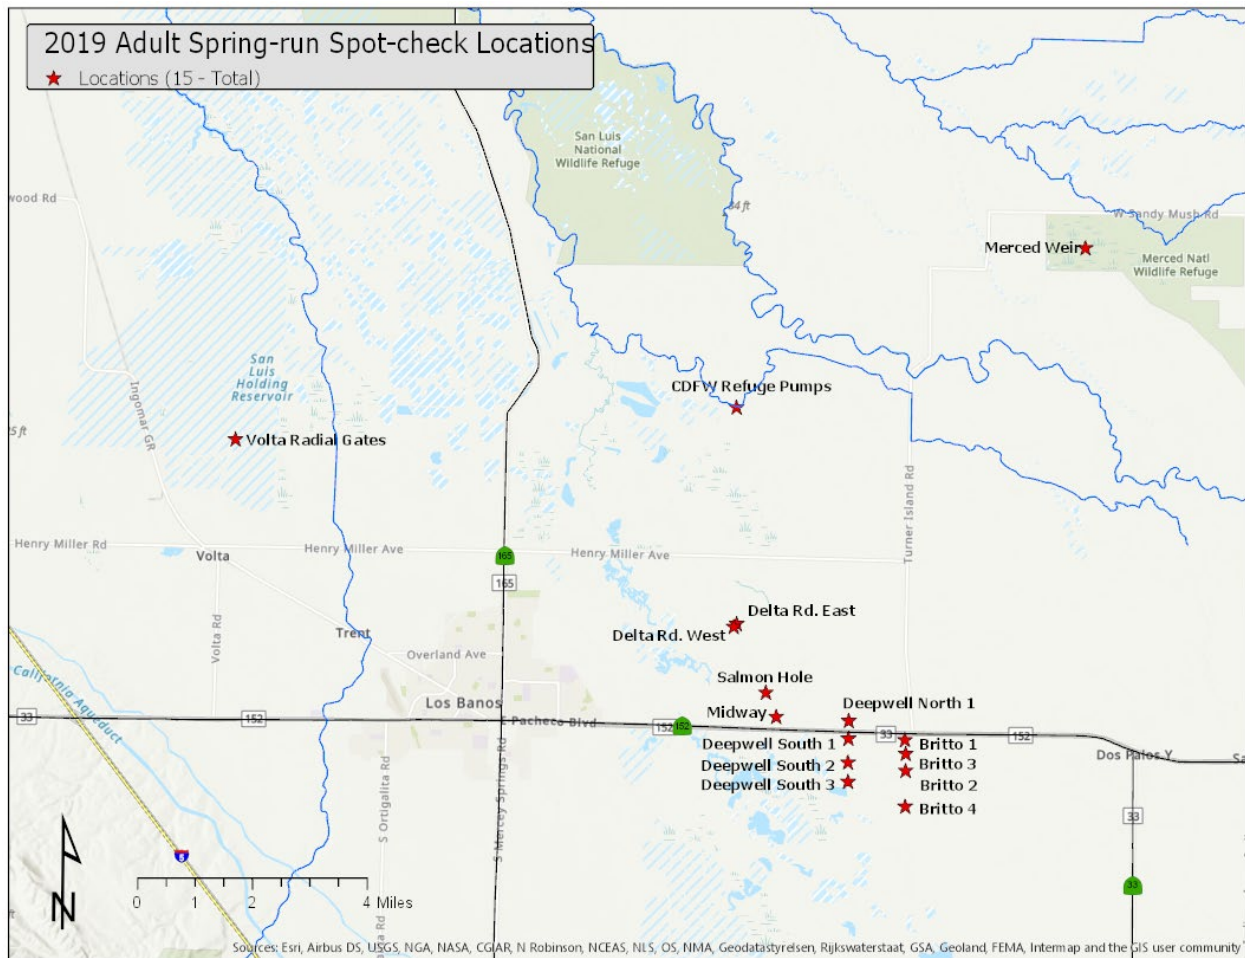 2019 Adult Spring-run Spot-check Locations
Locations (15 - Total)
San Luis
National
Wildlife Refuge
wood Rd
84 ft
W Sandy Mush Rd
Merced Weir
Merced Natl
Wildlife Refuge
San
Luis
Holding
Reservoir
Ingomar GR
CDFW Refuge Pumps
Volta Radial Gates
Turner Island Rd
Henry Miller Rd
Volta
Henry Miller Ave
165
Henry Miller Ave
165
Delta Rd. East
Delta Rd. West
Volta Rd
Trent
Overland Ave
California Aqueduct
Salmon Hole
Los Banos
Midway
Deepwell North 1
33
152
Pacheco Blvd
152
152
33
152
Deepwell South 1
Britto 1
Deepwell South 2
Britto 3
Dos Palos Y
Deepwell South 3
Britto 2
Britto 4
S Ortigalita Rd
S Mercey Springs Rd
33
5
33
N
0 1 2 4 Miles
Sources: Esri, Airbus DS, USGS, NGA, NASA, CGIAR, N Robinson, NCEAS, NLS, OS, NMA, Geodatastyrelsen, Rijkswaterstaat, GSA, Geoland, FEMA, Intermap and the GIS user community